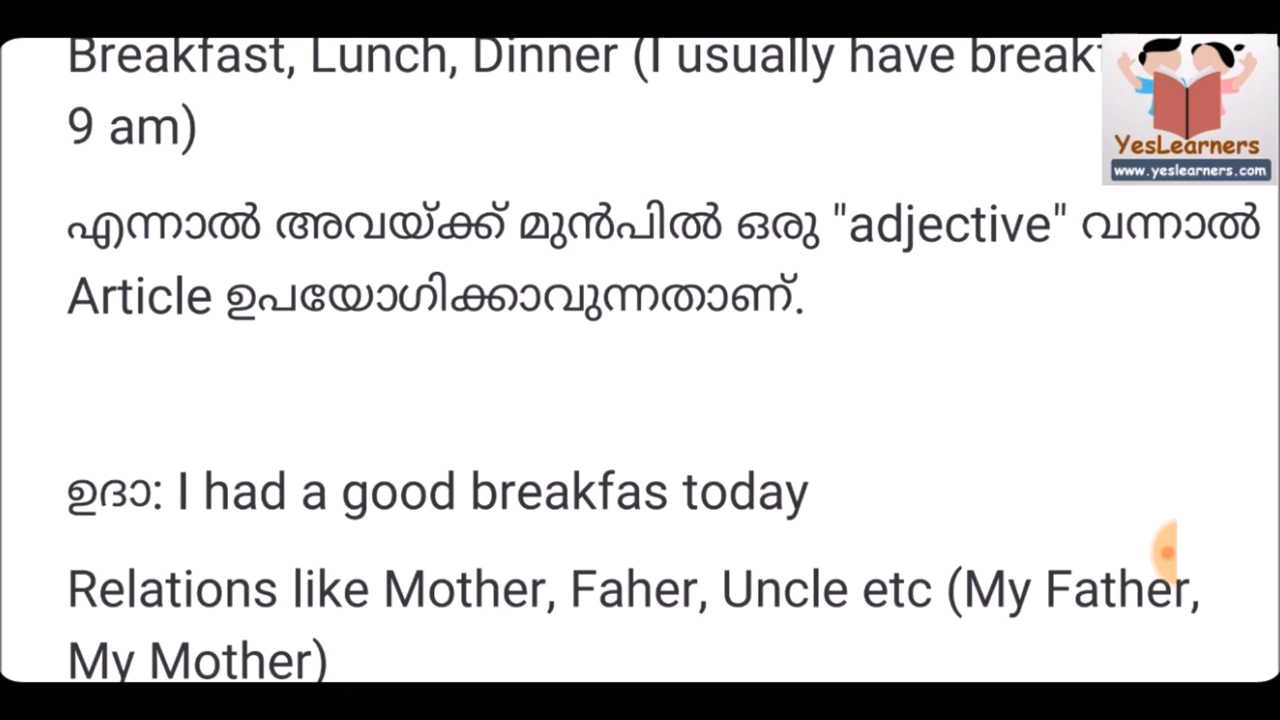 Breakfast, Lunch, Dinner (I usually have break
9 am)
എന്നാൽ അവയ്ക്ക് മുൻപിൽ ഒരു "adjective" വന്നാൽ
Article ഉപയോഗിക്കാവുന്നതാണ്.
ഉദാ: I had a good breakfas today
Relations like Mother, Faher, Uncle etc (My Father,
My Mother)
YesLearners
www.yeslearners.com